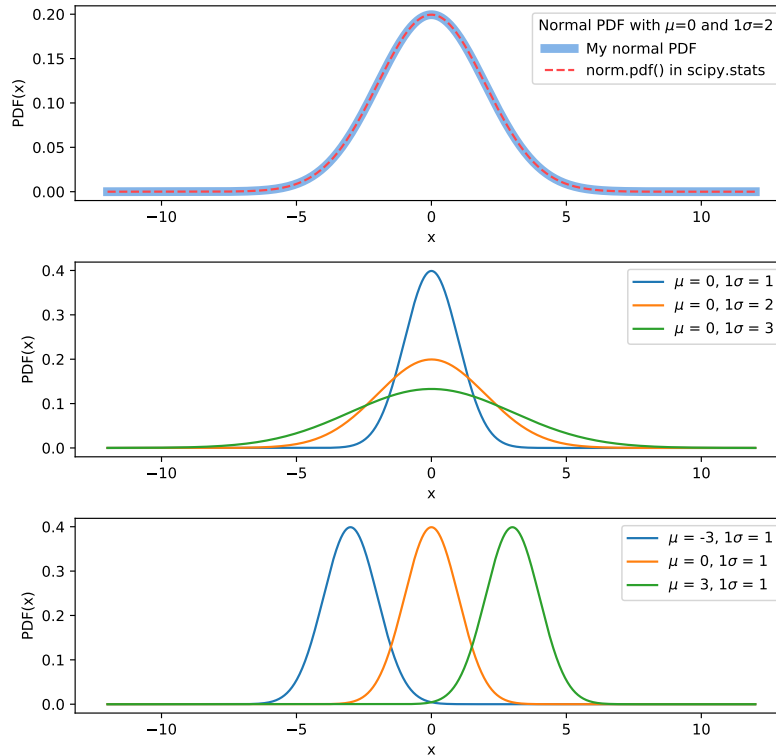 Normal PDF with μ=0 and 1σ=2
My normal PDF
norm.pdf() in scipy.stats
PDF(x)
0.20
0.15
0.10
0.05
0.00
−10
−5
0
5
10
x
μ = 0, 1σ = 1
μ = 0, 1σ = 2
μ = 0, 1σ = 3
PDF(x)
0.4
0.3
0.2
0.1
0.0
−10
−5
0
5
10
x
μ = -3, 1σ = 1
μ = 0, 1σ = 1
μ = 3, 1σ = 1
PDF(x)
0.4
0.3
0.2
0.1
0.0
−10
−5
0
5
10
x